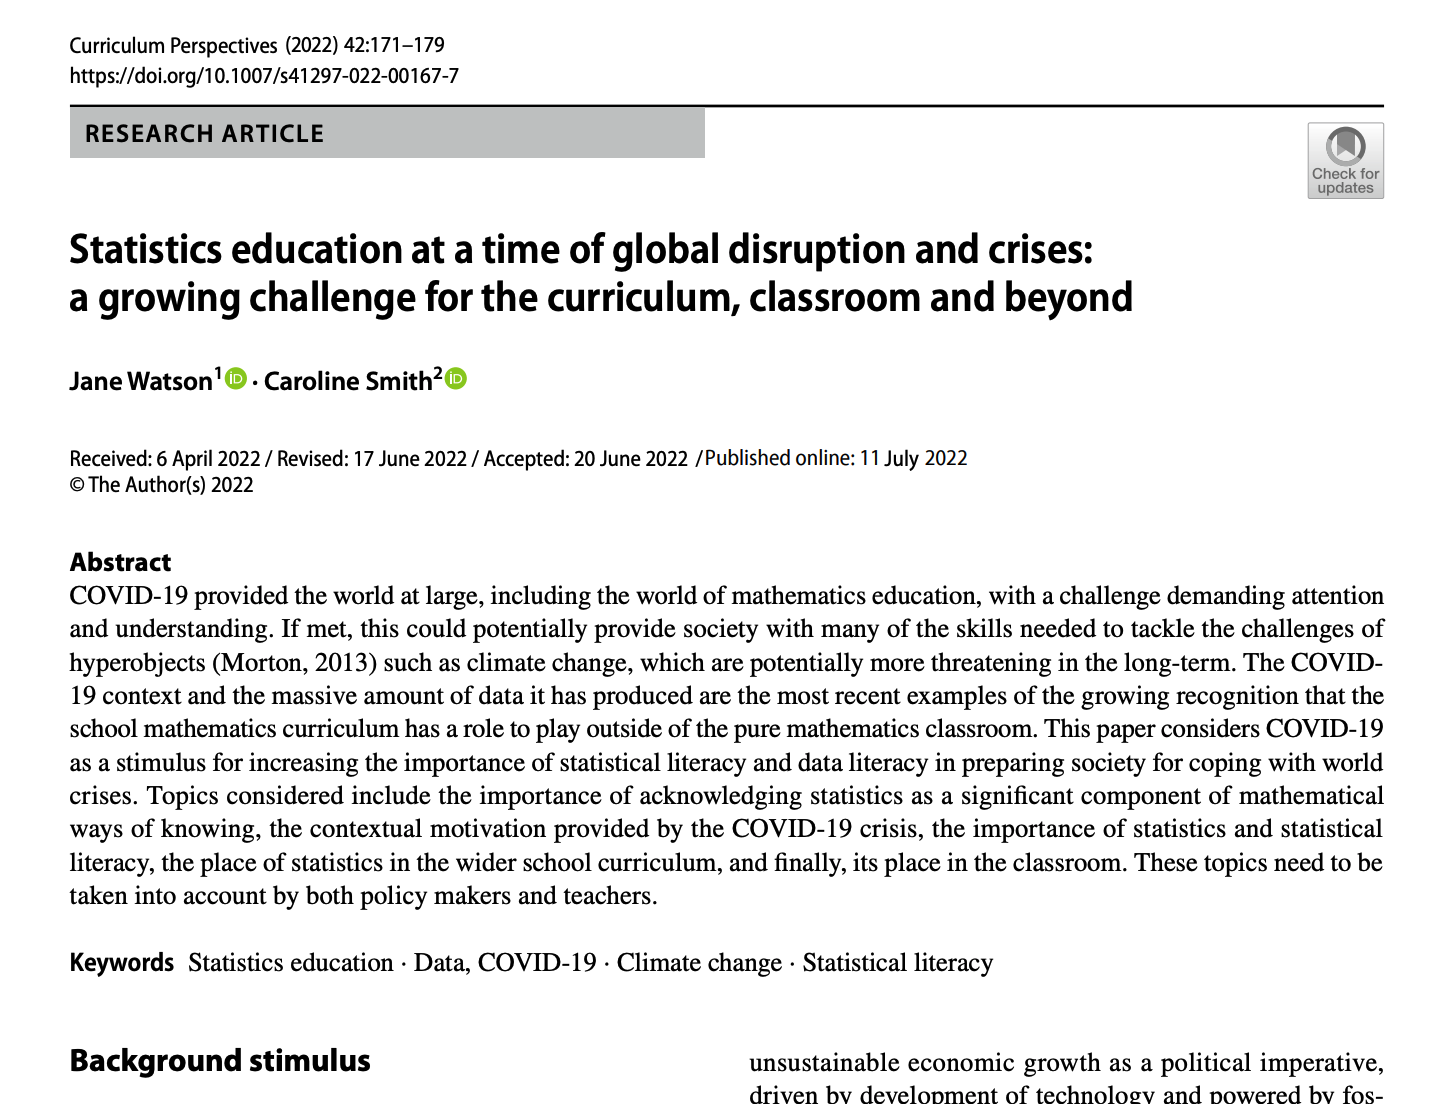 Curriculum Perspectives (2022) 42:171–179
https://doi.org/10.1007/s41297-022-00167-7
RESEARCH ARTICLE
Check for
updates
Statistics education at a time of global disruption and crises:
a growing challenge for the curriculum, classroom and beyond
Jane Watson1 iD · Caroline Smith2 iD
Received: 6 April 2022 / Revised: 17 June 2022 / Accepted: 20 June 2022 / Published online: 11 July 2022
© The Author(s) 2022
Abstract
COVID-19 provided the world at large, including the world of mathematics education, with a challenge demanding attention
and understanding. If met, this could potentially provide society with many of the skills needed to tackle the challenges of
hyperobjects (Morton, 2013) such as climate change, which are potentially more threatening in the long-term. The COVID-
19 context and the massive amount of data it has produced are the most recent examples of the growing recognition that the
school mathematics curriculum has a role to play outside of the pure mathematics classroom. This paper considers COVID-19
as a stimulus for increasing the importance of statistical literacy and data literacy in preparing society for coping with world
crises. Topics considered include the importance of acknowledging statistics as a significant component of mathematical
ways of knowing, the contextual motivation provided by the COVID-19 crisis, the importance of statistics and statistical
literacy, the place of statistics in the wider school curriculum, and finally, its place in the classroom. These topics need to be
taken into account by both policy makers and teachers.
Keywords Statistics education · Data, COVID-19 · Climate change · Statistical literacy
Background stimulus
unsustainable economic growth as a political imperative,
driven by development of technology and powered by fos-